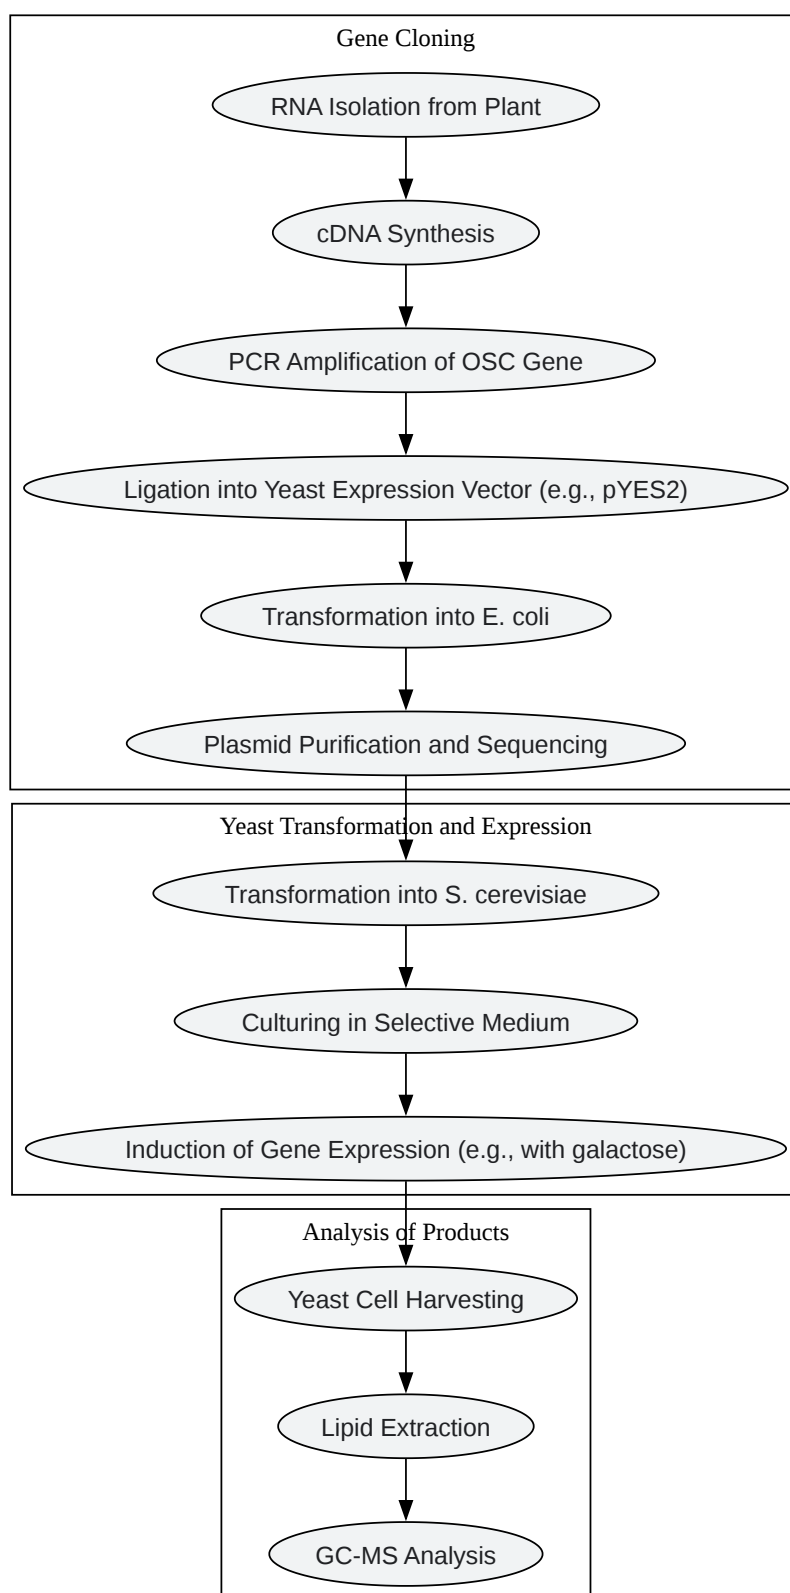 Gene Cloning
RNA Isolation from Plant
cDNA Synthesis
PCR Amplification of OSC Gene
Ligation into Yeast Expression Vector (e.g., pYES2)
Transformation into E. coli
Plasmid Purification and Sequencing
Yeast Transformation and Expression
Transformation into S. cerevisiae
Culturing in Selective Medium
Induction of Gene Expression (e.g., with galactose)
Analysis of Products
Yeast Cell Harvesting
Lipid Extraction
GC-MS Analysis